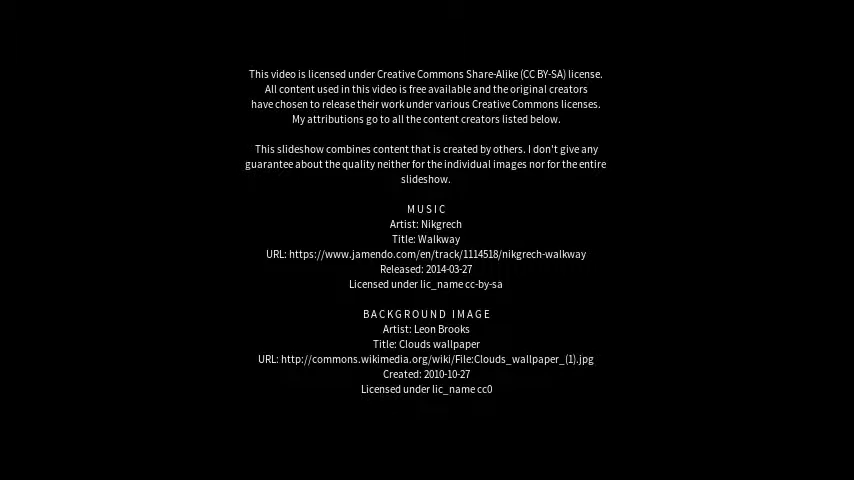 This video is licensed under Creative Commons Share-Alike (CC BY-SA) license.
All content used in this video is free available and the original creators
have chosen to release their work under various Creative Commons licenses.
My attributions go to all the content creators listed below.
This slideshow combines content that is created by others. I don't give any
guarantee about the quality neither for the individual images nor for the entire
slideshow.
M U S I C
Artist: Nikgrech
Title: Walkway
URL: https://www.jamendo.com/en/track/1114518/nikgrech-walkway
Released: 2014-03-27
Licensed under lic_name cc-by-sa
B A C K G R O U N D   I M A G E
Artist: Leon Brooks
Title: Clouds wallpaper
URL: http://commons.wikimedia.org/wiki/File:Clouds_wallpaper_(1).jpg
Created: 2010-10-27
Licensed under lic_name cc0